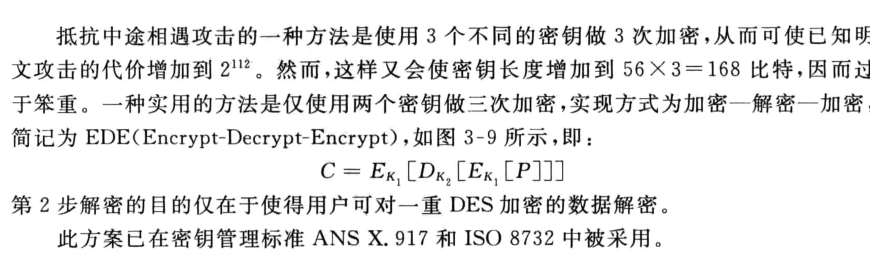 抵抗中途相遇攻击的一种方法是使用 3 个不同的密钥做 3 次加密,从而可使已知明
文攻击的代价增加到 2¹¹²。然而,这样又会使密钥长度增加到 56×3=168 比特,因而过
于笨重。一种实用的方法是仅使用两个密钥做三次加密,实现方式为加密—解密—加密,
简记为 EDE(Encrypt-Decrypt-Encrypt),如图 3-9 所示,即:
C = E_{K₁}[D_{K₂}[E_{K₁}[P]]]
第 2 步解密的目的仅在于使得用户可对一重 DES 加密的数据解密。
此方案已在密钥管理标准 ANS X.917 和 ISO 8732 中被采用。